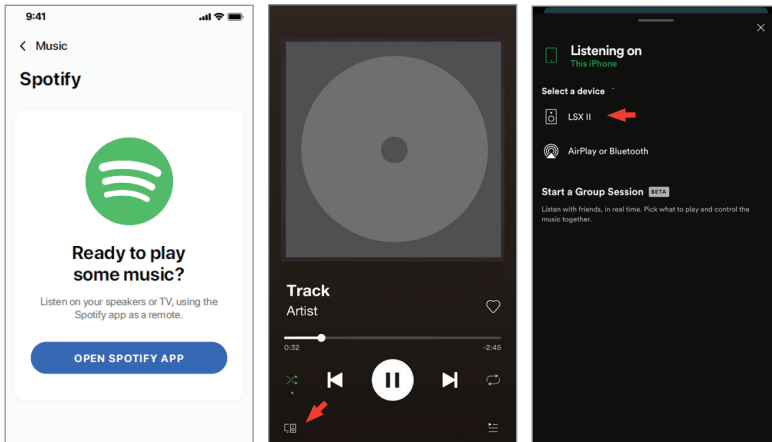 9:41
Music
Spotify
Ready to play
some music?
Listen on your speakers or TV, using the
Spotify app as a remote.
OPEN SPOTIFY APP
Track
Artist
0:32
-2:45
Listening on
This iPhone
Select a device
LSX II
AirPlay or Bluetooth
Start a Group Session BETA
Listen with friends, in real time. Pick what to play and control the
music together.